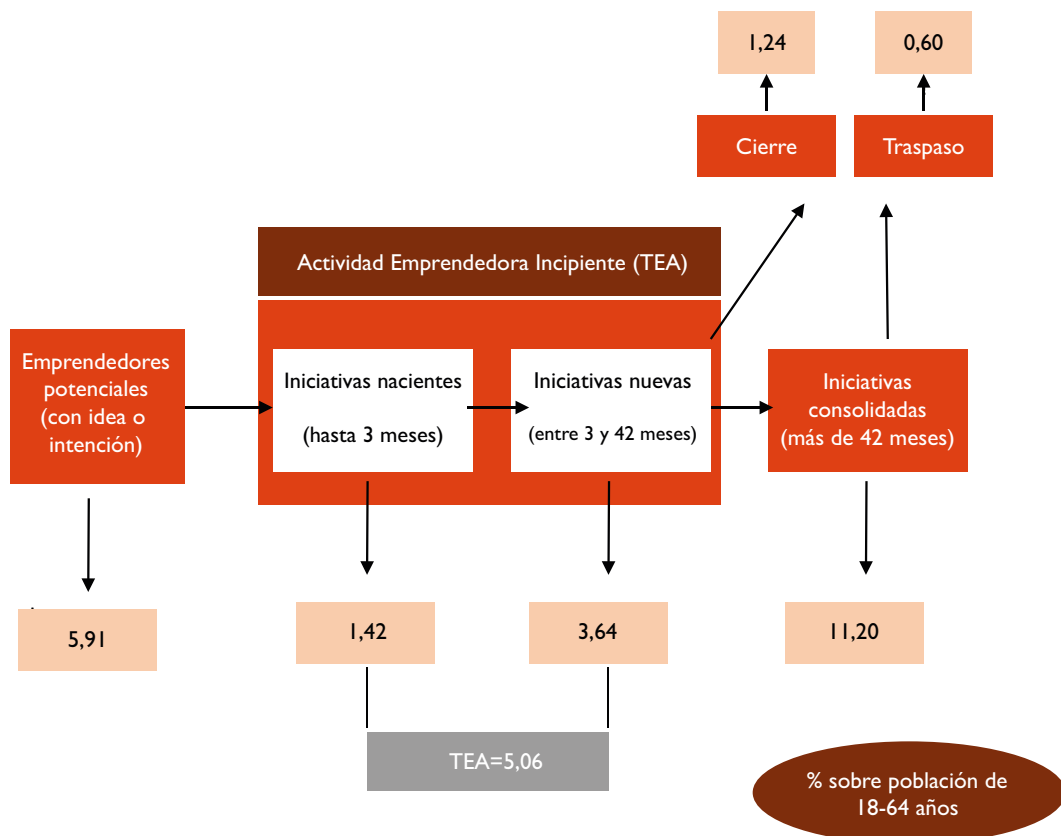 1,24
0,60
Cierre
Traspaso
Actividad Emprendedora Incipiente (TEA)
Emprendedores
potenciales
(con idea o
intención)
Iniciativas nacientes
(hasta 3 meses)
Iniciativas nuevas
(entre 3 y 42 meses)
Iniciativas
consolidadas
(más de 42 meses)
5,91
1,42
3,64
11,20
TEA=5,06
% sobre población de
18-64 años